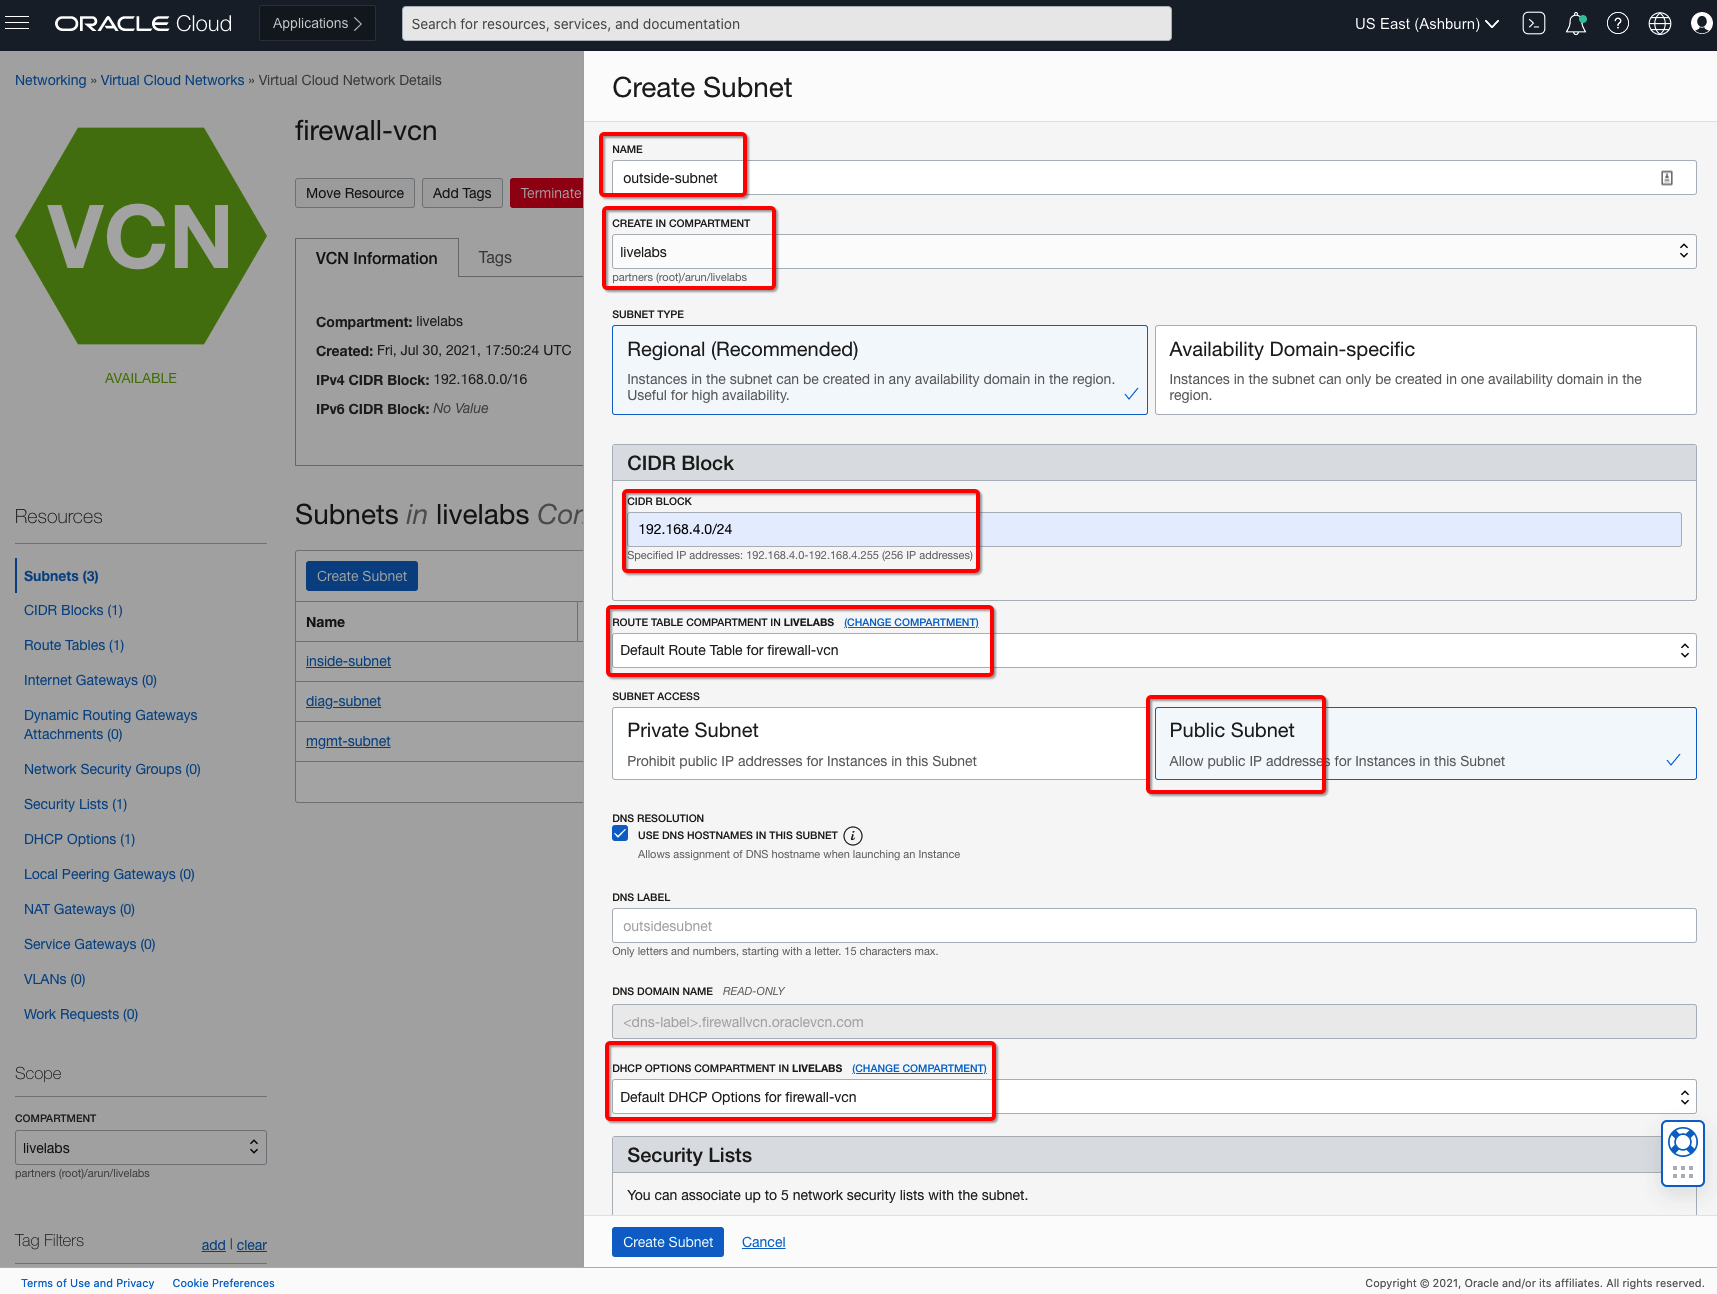 ORACLE Cloud
Applications
Search for resources, services, and documentation
US East (Ashburn)
Networking » Virtual Cloud Networks » Virtual Cloud Network Details
VCN
AVAILABLE
firewall-vcn
Move Resource
Add Tags
Terminate
VCN Information
Tags
Compartment: livelabs
Created: Fri, Jul 30, 2021, 17:50:24 UTC
IPv4 CIDR Block: 192.168.0.0/16
IPv6 CIDR Block: No Value
Resources
Subnets (3)
CIDR Blocks (1)
Route Tables (1)
Internet Gateways (0)
Dynamic Routing Gateways
Attachments (0)
Network Security Groups (0)
Security Lists (1)
DHCP Options (1)
Local Peering Gateways (0)
NAT Gateways (0)
Service Gateways (0)
VLANs (0)
Work Requests (0)
Scope
COMPARTMENT
livelabs
partners (root)/arun/livelabs
Tag Filters
add | clear
Subnets in livelabs
Create Subnet
Name
inside-subnet
diag-subnet
mgmt-subnet
Create Subnet
NAME
outside-subnet
CREATE IN COMPARTMENT
livelabs
partners (root)/arun/livelabs
SUBNET TYPE
Regional (Recommended)
Instances in the subnet can be created in any availability domain in the region.
Useful for high availability.
Availability Domain-specific
Instances in the subnet can only be created in one availability domain in the
region.
CIDR Block
CIDR BLOCK
192.168.4.0/24
Specified IP addresses: 192.168.4.0-192.168.4.255 (256 IP addresses)
ROUTE TABLE COMPARTMENT IN LIVELABS (CHANGE COMPARTMENT)
Default Route Table for firewall-vcn
SUBNET ACCESS
Private Subnet
Prohibit public IP addresses for Instances in this Subnet
Public Subnet
Allow public IP addresses for Instances in this Subnet
DNS RESOLUTION
USE DNS HOSTNAMES IN THIS SUBNET
Allows assignment of DNS hostname when launching an Instance
DNS LABEL
outsidesubnet
Only letters and numbers, starting with a letter. 15 characters max.
DNS DOMAIN NAME READ-ONLY
<dns-label>.firewallvcn.oraclevcn.com
DHCP OPTIONS COMPARTMENT IN LIVELABS (CHANGE COMPARTMENT)
Default DHCP Options for firewall-vcn
Security Lists
You can associate up to 5 network security lists with the subnet.
Create Subnet
Cancel
Terms of Use and Privacy
Cookie Preferences
Copyright © 2021, Oracle and/or its affiliates. All rights reserved.